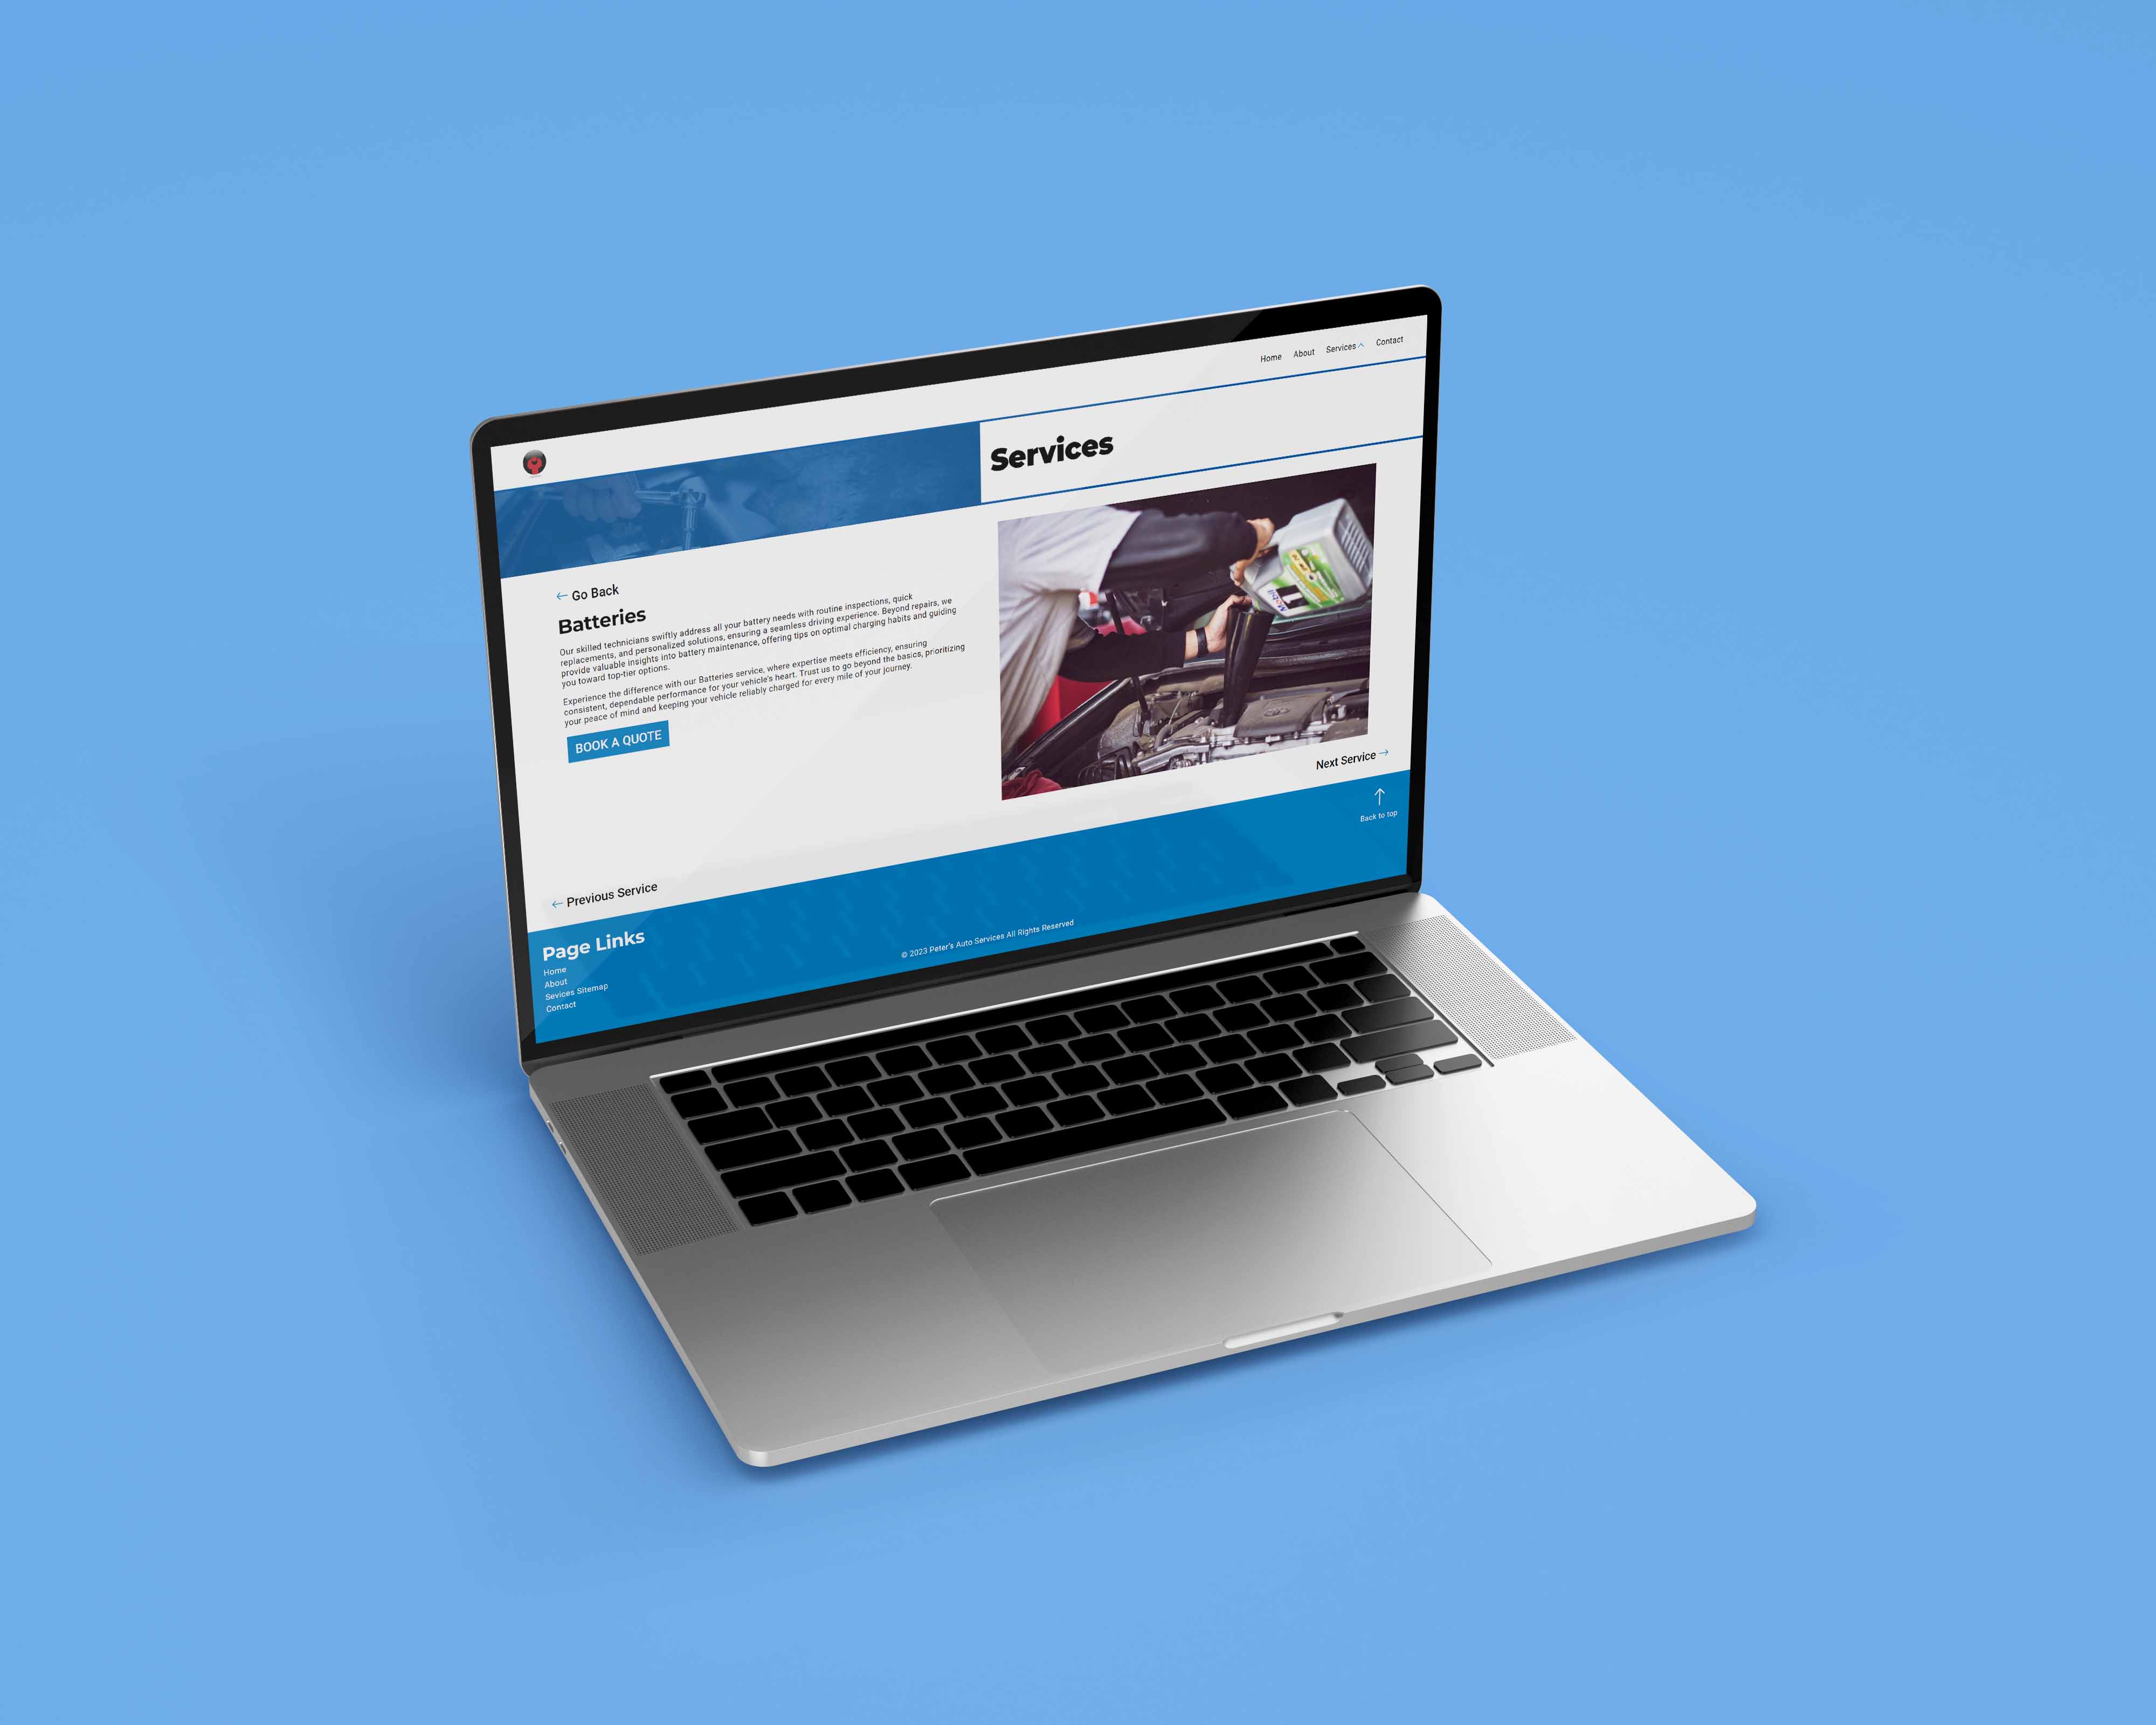 Home About Services Contact
Services
Go Back
Batteries
Our skilled technicians swiftly address all your battery needs with routine inspections, quick
replacements, and personalized solutions, ensuring a seamless driving experience. Beyond repairs, we
provide valuable insights into battery maintenance, offering tips on optimal charging habits and guiding
you toward top-tier options.
Experience the difference with our Batteries service, where expertise meets efficiency, ensuring
consistent, dependable performance for your vehicle's heart. Trust us to go beyond the basics, prioritizing
your peace of mind and keeping your vehicle reliably charged for every mile of your journey.
BOOK A QUOTE
Mobil 1
Next Service
Previous Service
Back to top
Page Links
Home
About
Sevices Sitemap
Contact
© 2023 Peter's Auto Services All Rights Reserved